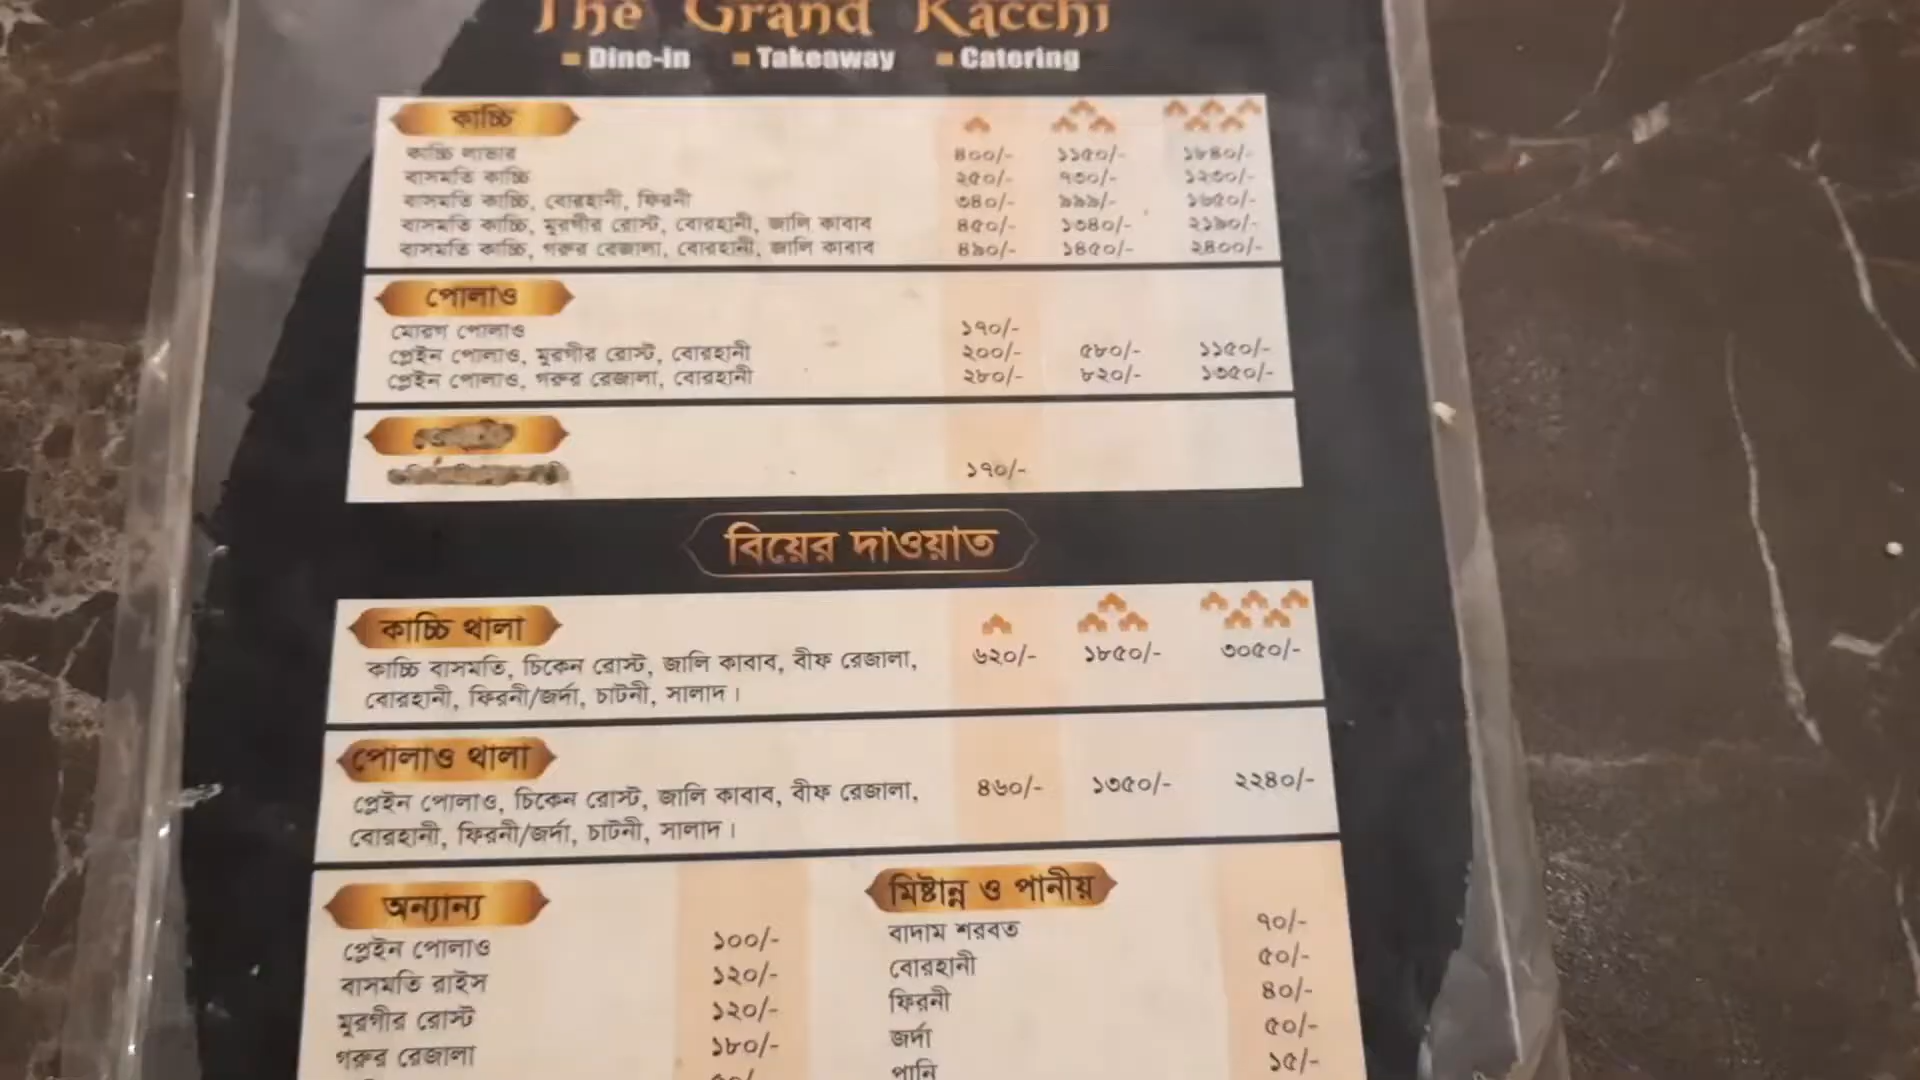 The Grand Kacchi
Dine-in Takeaway Catering
কাচ্চি
কাচ্চি লাভার ৪০০/- ১১৫০/- ১৮৪০/-
বাসমতি কাচ্চি ২৫০/- ৭৩০/- ১২৩০/-
বাসমতি কাচ্চি, বোরহানী, ফিরনী ৩৪০/- ৯৯৯/- ১৬৫০/-
বাসমতি কাচ্চি, মুরগীর রোস্ট, বোরহানী, জালি কাবাব ৪৫০/- ১৩৪০/- ২১৯০/-
বাসমতি কাচ্চি, গরুর রেজালা, বোরহানী, জালি কাবাব ৪৯০/- ১৪৫০/- ২৪০০/-
পোলাও
মোরগ পোলাও ১৭০/-
প্লেইন পোলাও, মুরগীর রোস্ট, বোরহানী ২০০/- ৫৮০/- ১১৫০/-
প্লেইন পোলাও, গরুর রেজালা, বোরহানী ২৮০/- ৮২০/- ১৩৫০/-
১৭০/-
বিয়ের দাওয়াত
কাচ্চি থালা
কাচ্চি বাসমতি, চিকেন রোস্ট, জালি কাবাব, বীফ রেজালা, ৬২০/- ১৮৫০/- ৩০৫০/-
বোরহানী, ফিরনী/জর্দা, চাটনী, সালাদ।
পোলাও থালা
প্লেইন পোলাও, চিকেন রোস্ট, জালি কাবাব, বীফ রেজালা, ৪৬০/- ১৩৫০/- ২২৪০/-
বোরহানী, ফিরনী/জর্দা, চাটনী, সালাদ।
অন্যান্য
প্লেইন পোলাও ১০০/-
বাসমতি রাইস ১২০/-
মুরগীর রোস্ট ১২০/-
গরুর রেজালা ১৮০/-
মিষ্টান্ন ও পানীয়
বাদাম শরবত ৭০/-
বোরহানী ৫০/-
ফিরনী ৪০/-
জর্দা ৫০/-
পানি ১৫/-